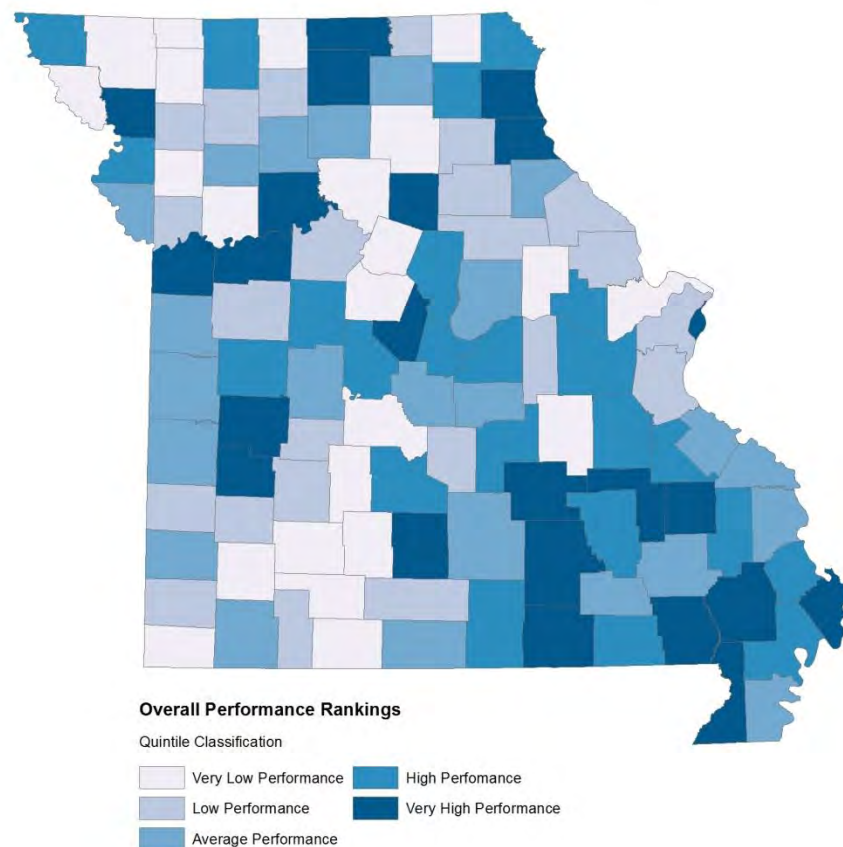 Overall Performance Rankings
Quintile Classification
Very Low Performance
Low Performance
Average Performance
High Perfomance
Very High Performance